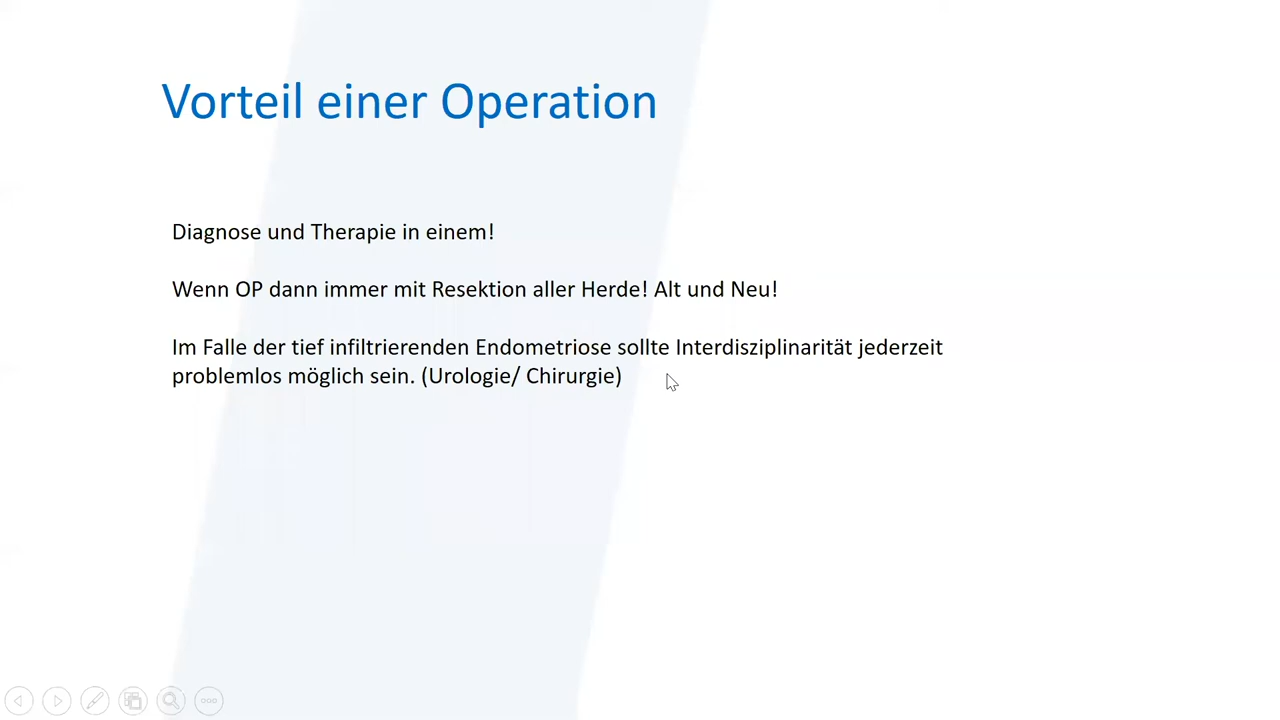 Vorteil einer Operation
Diagnose und Therapie in einem!
Wenn OP dann immer mit Resektion aller Herde! Alt und Neu!
Im Falle der tief infiltrierenden Endometriose sollte Interdisziplinarität jederzeit
problemlos möglich sein. (Urologie/ Chirurgie)